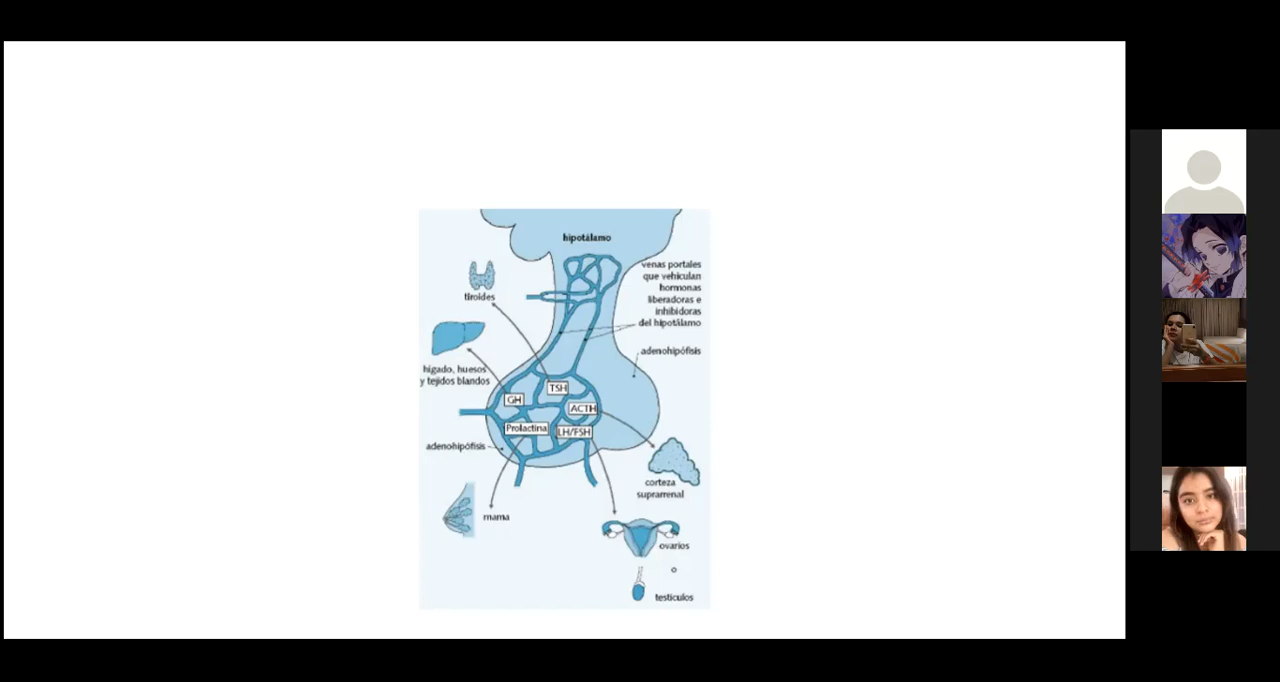 hipotálamo
venas portales
que vehiculan
hormonas
liberadoras e
inhibidoras
del hipotálamo
tiroides
adenohipófisis
hígado, huesos
y tejidos blandos
TSH
GH
ACTH
Prolactina
LH/FSH
adenohipófisis
corteza
suprarrenal
mama
ovarios
testículos